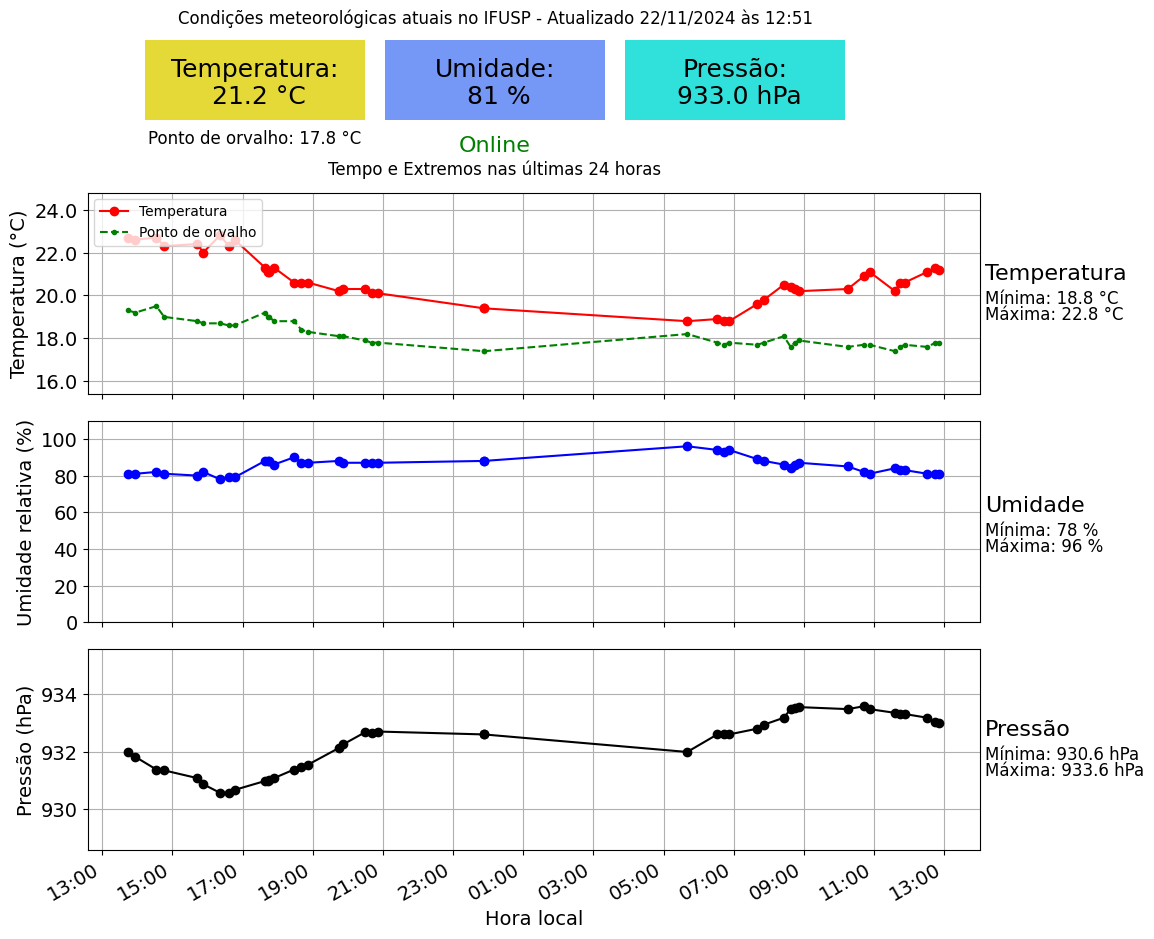 Condições meteorológicas atuais no IFUSP - Atualizado 22/11/2024 às 12:51
Temperatura:
21.2 °C
Umidade:
81 %
Pressão:
933.0 hPa
Ponto de orvalho: 17.8 °C
Online
Tempo e Extremos nas últimas 24 horas
Temperatura (°C)
24.0
22.0
20.0
18.0
16.0
Temperatura
Ponto de orvalho
Temperatura
Mínima: 18.8 °C
Máxima: 22.8 °C
Umidade relativa (%)
100
80
60
40
20
0
Umidade
Mínima: 78 %
Máxima: 96 %
Pressão (hPa)
934
932
930
Pressão
Mínima: 930.6 hPa
Máxima: 933.6 hPa
13:00
15:00
17:00
19:00
21:00
23:00
01:00
03:00
05:00
07:00
09:00
11:00
13:00
Hora local